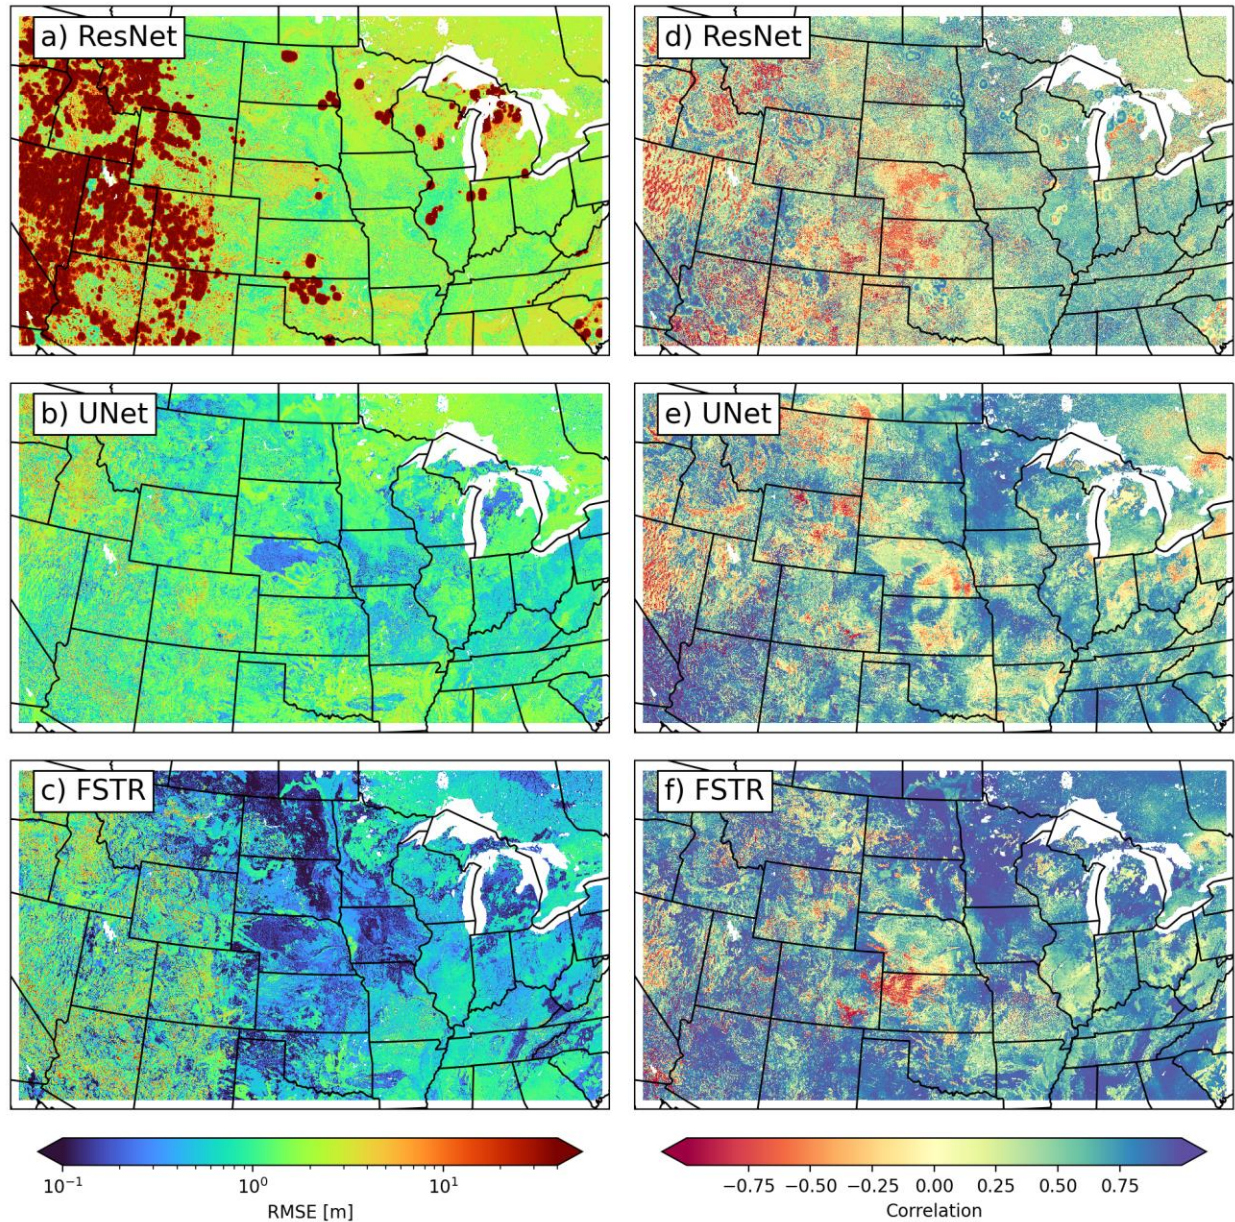 a) ResNet
d) ResNet
b) UNet
e) UNet
c) FSTR
f) FSTR
10⁻¹ 10⁰ 10¹
RMSE [m]
−0.75 −0.50 −0.25 0.00 0.25 0.50 0.75
Correlation